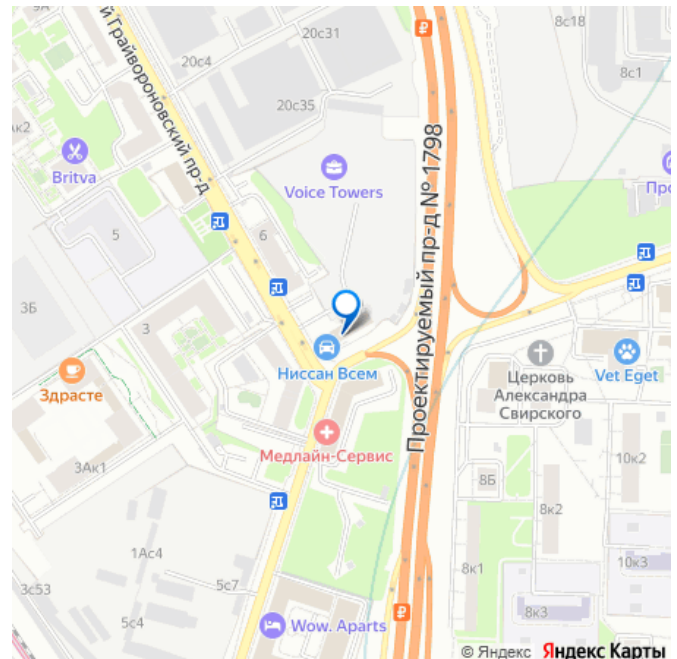 9А
20с31
8с18
20с4
8с1
й Грайвороновский пр-д
20с35
Проектируемый пр-д № 1798
Ак2
Britva
Voice Towers
Про
5
6
3Б
3
Ниссан Всем
Здрасте
Церковь
Александра
Свирского
Vet Eget
Медлайн-Сервис
3Ак1
8Б
10к2
8к2
1Ас4
3с53
5с7
8к1
10к3
5с4
8к3
Wow. Aparts
© Яндекс Яндекс Карты